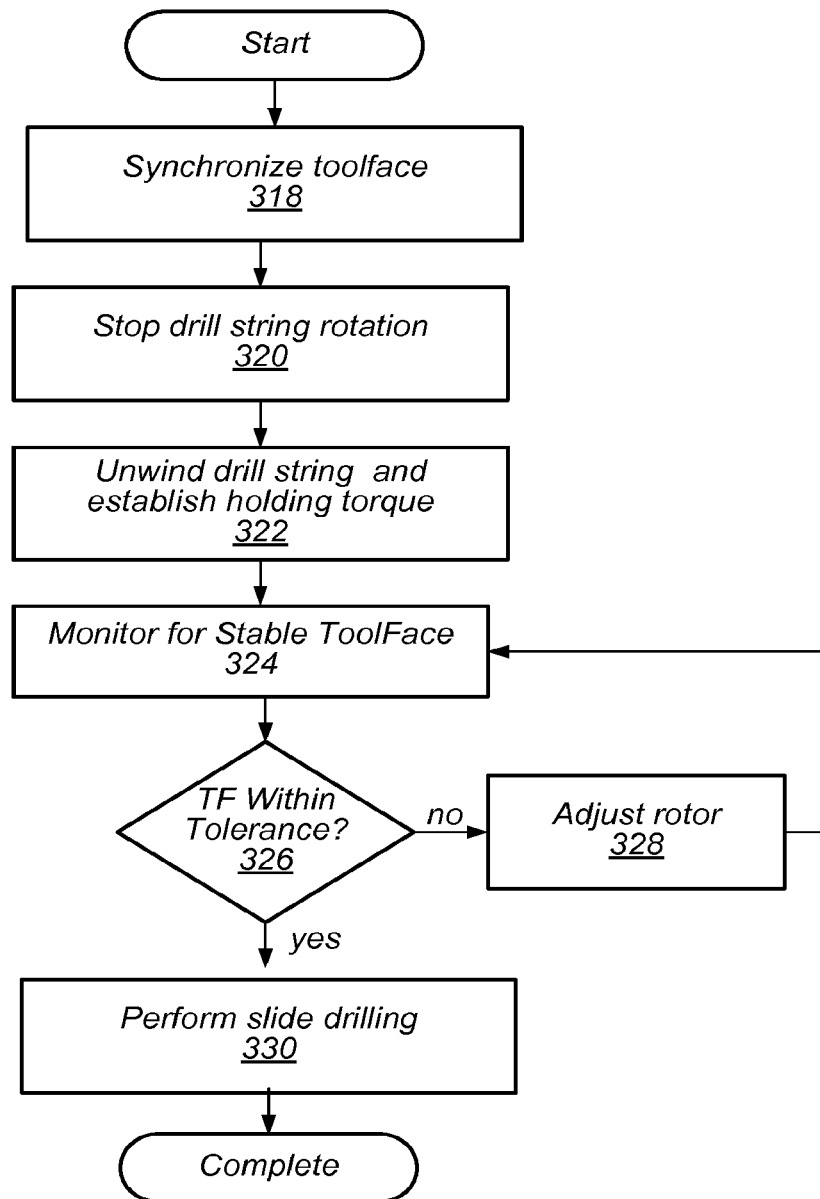 Start
Synchronize toolface
318
Stop drill string rotation
320
Unwind drill string and
establish holding torque
322
Monitor for Stable ToolFace
324
TF Within
Tolerance?
326
no
Adjust rotor
328
yes
Perform slide drilling
330
Complete